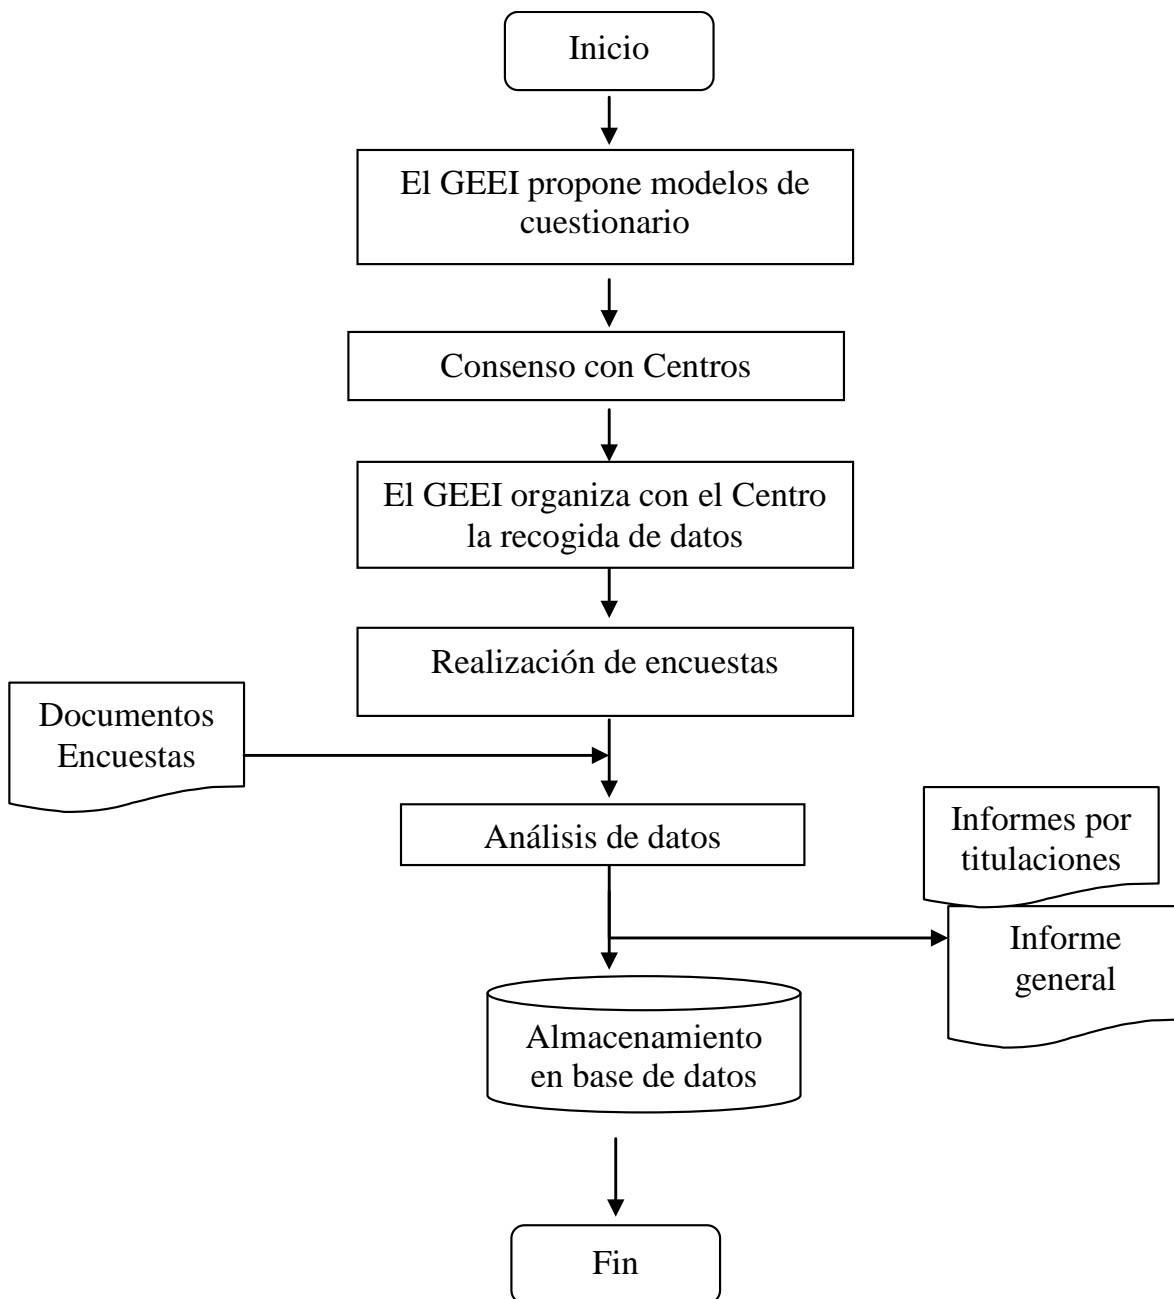 Inicio
El GEEI propone modelos de
cuestionario
Consenso con Centros
El GEEI organiza con el Centro
la recogida de datos
Realización de encuestas
Documentos
Encuestas
Análisis de datos
Informes por
titulaciones
Informe
general
Almacenamiento
en base de datos
Fin